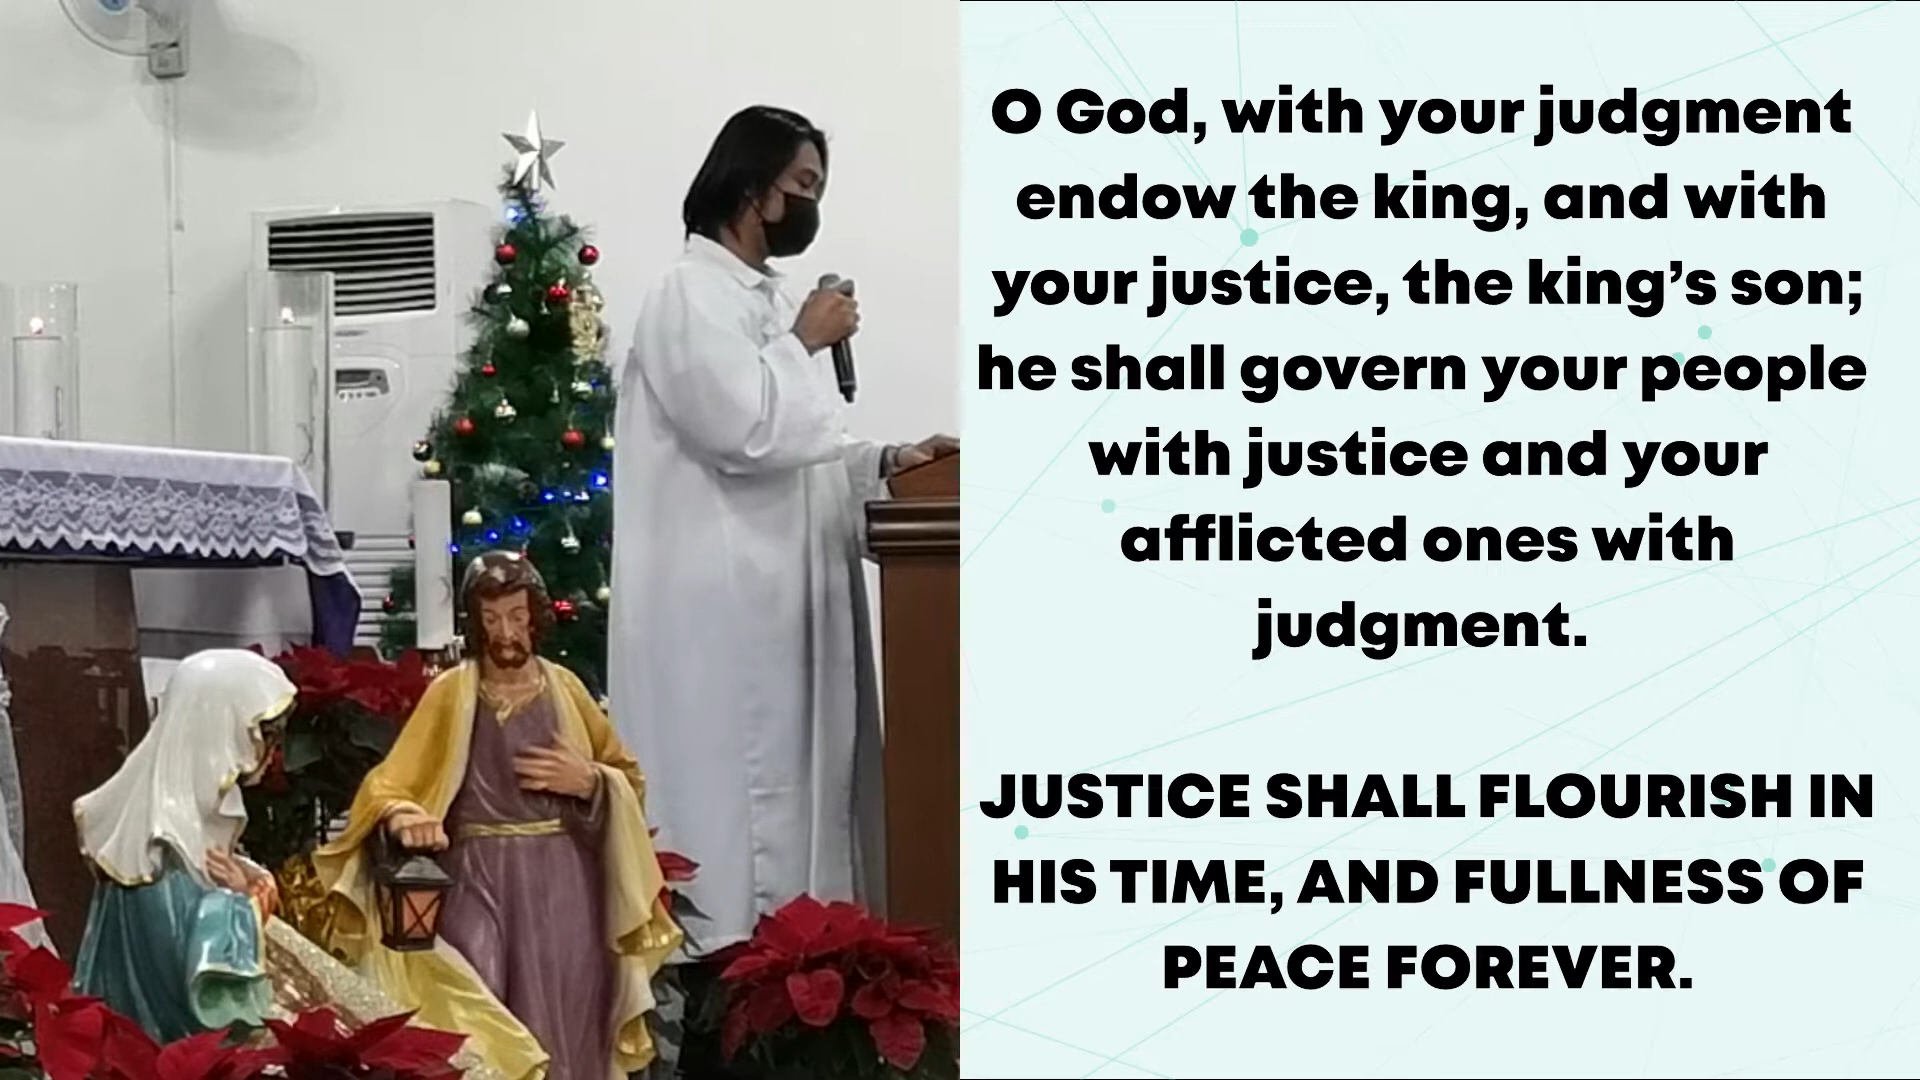 O God, with your judgment
endow the king, and with
your justice, the king’s son;
he shall govern your people
with justice and your
afflicted ones with
judgment.
JUSTICE SHALL FLOURISH IN
HIS TIME, AND FULLNESS OF
PEACE FOREVER.